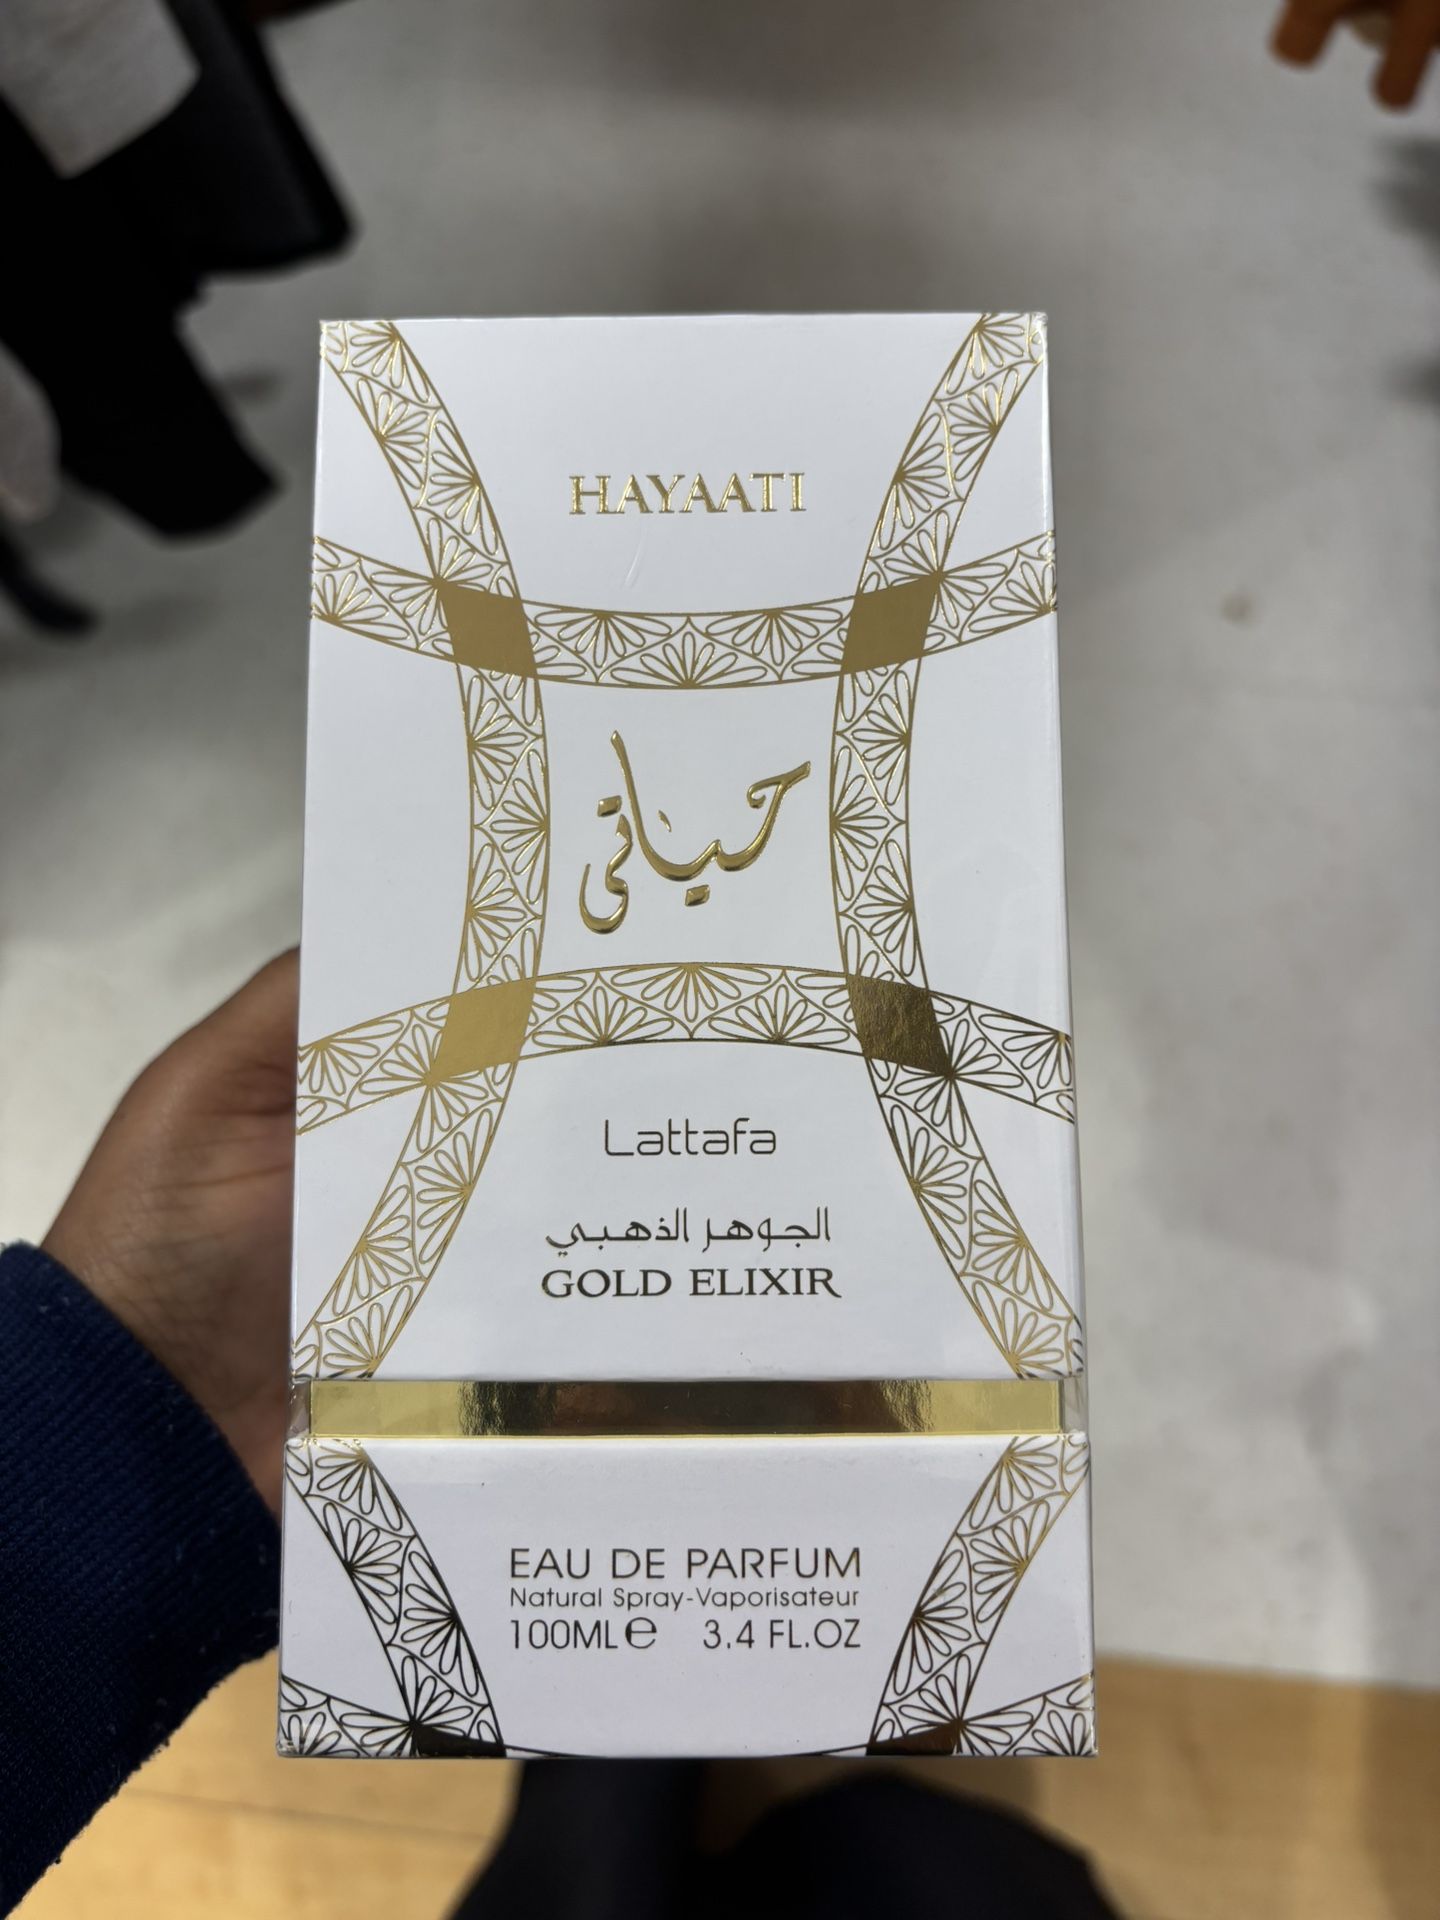 HAYAATI
حياتي
Lattafa
الجوهر الذهبي
GOLD ELIXIR
EAU DE PARFUM
Natural Spray-Vaporisateur
100ML e 3.4 FL.OZ